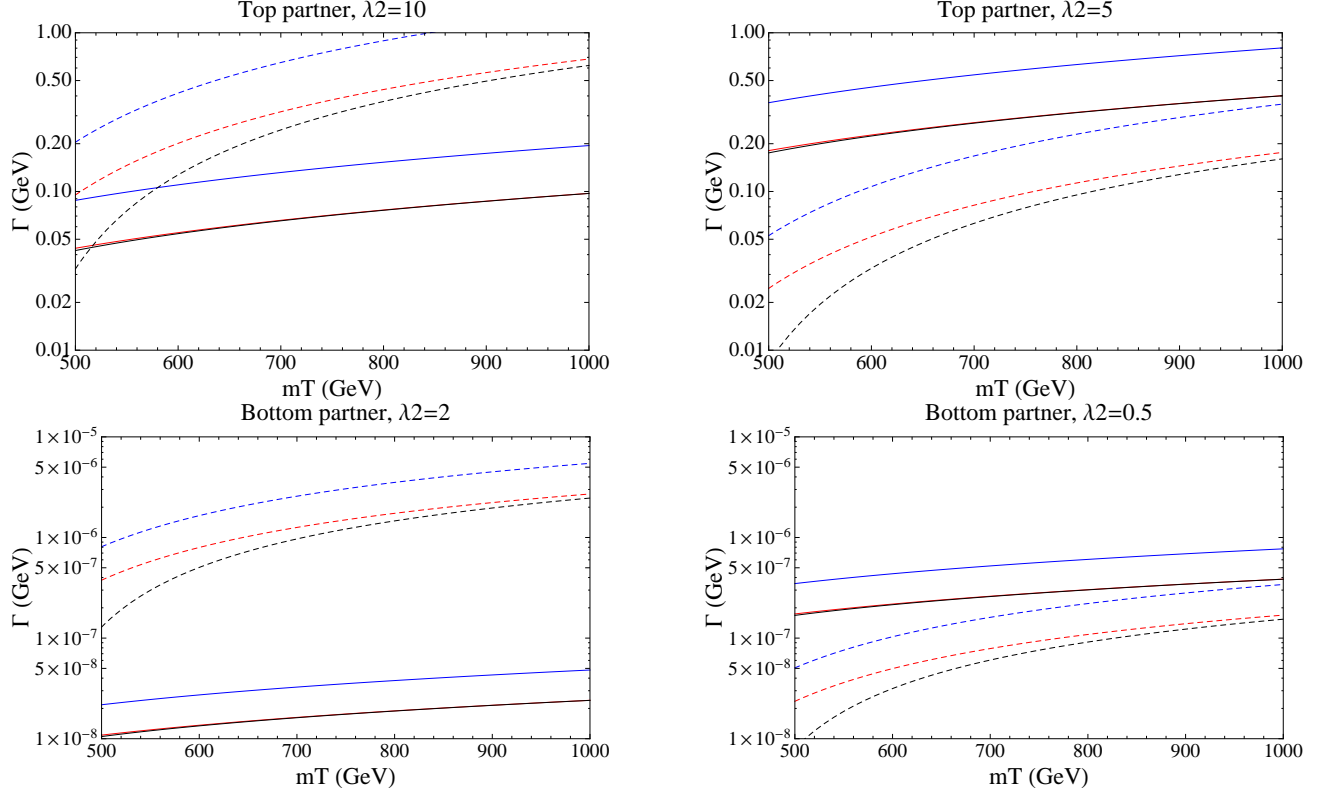 Top partner, λ2=10
1.00
0.50
0.20
0.10
0.05
0.02
0.01
Γ (GeV)
500 600 700 800 900 1000
mT (GeV)
Top partner, λ2=5
1.00
0.50
0.20
0.10
0.05
0.02
0.01
Γ (GeV)
500 600 700 800 900 1000
mT (GeV)
Bottom partner, λ2=2
1×10⁻⁵
5×10⁻⁶
1×10⁻⁶
5×10⁻⁷
1×10⁻⁷
5×10⁻⁸
1×10⁻⁸
Γ (GeV)
500 600 700 800 900 1000
mT (GeV)
Bottom partner, λ2=0.5
1×10⁻⁵
5×10⁻⁶
1×10⁻⁶
5×10⁻⁷
1×10⁻⁷
5×10⁻⁸
1×10⁻⁸
Γ (GeV)
500 600 700 800 900 1000
mT (GeV)